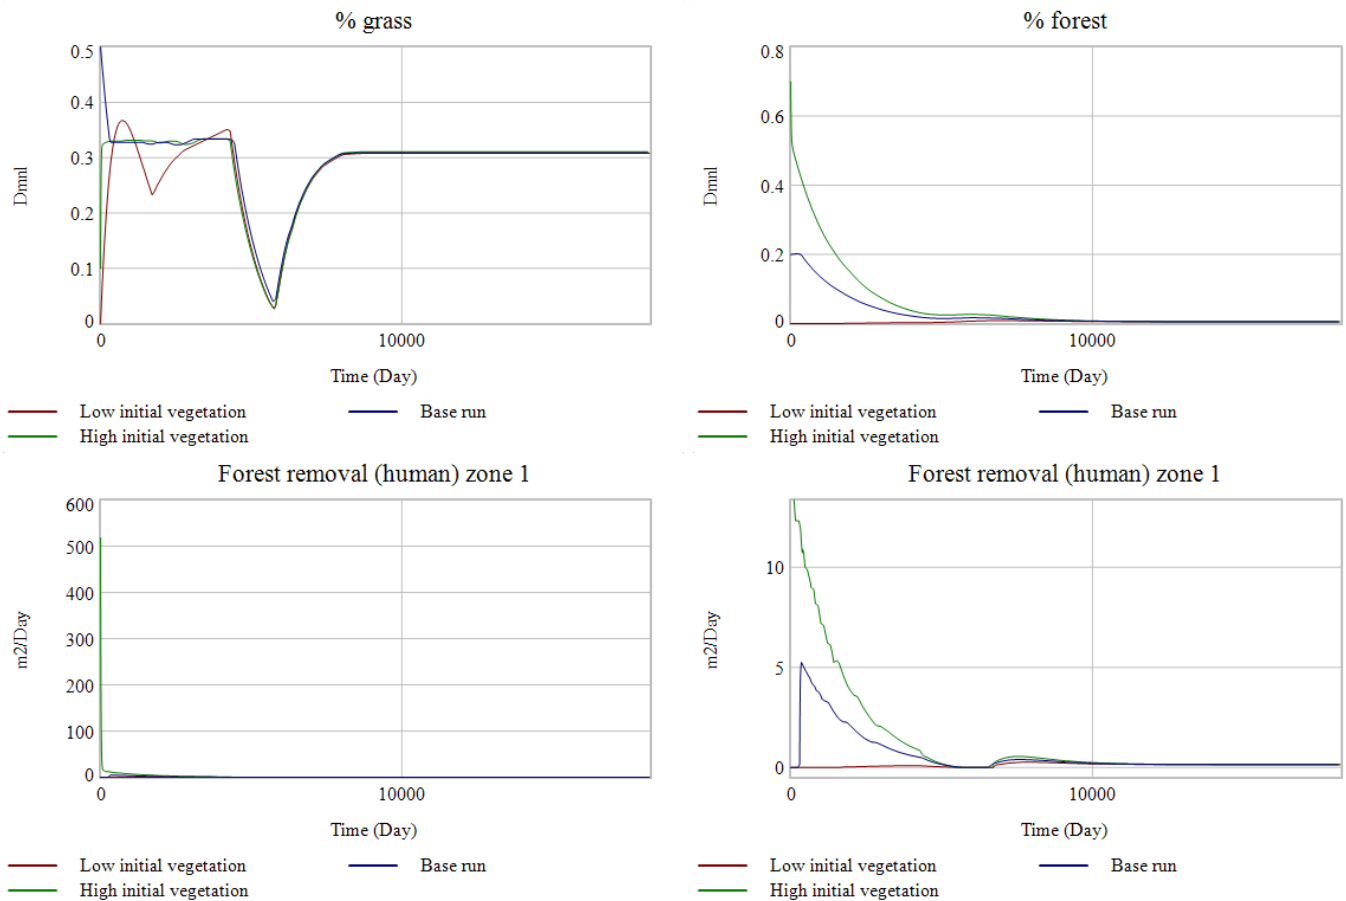 % grass
0.5
0.4
0.3
0.2
0.1
0
Dmnl
0 10000
Time (Day)
Low initial vegetation Base run
High initial vegetation
% forest
0.8
0.6
0.4
0.2
0
Dmnl
0 10000
Time (Day)
Low initial vegetation Base run
High initial vegetation
Forest removal (human) zone 1
600
500
400
300
200
100
0
m2/Day
0 10000
Time (Day)
Low initial vegetation Base run
High initial vegetation
Forest removal (human) zone 1
10
5
0
m2/Day
0 10000
Time (Day)
Low initial vegetation Base run
High initial vegetation